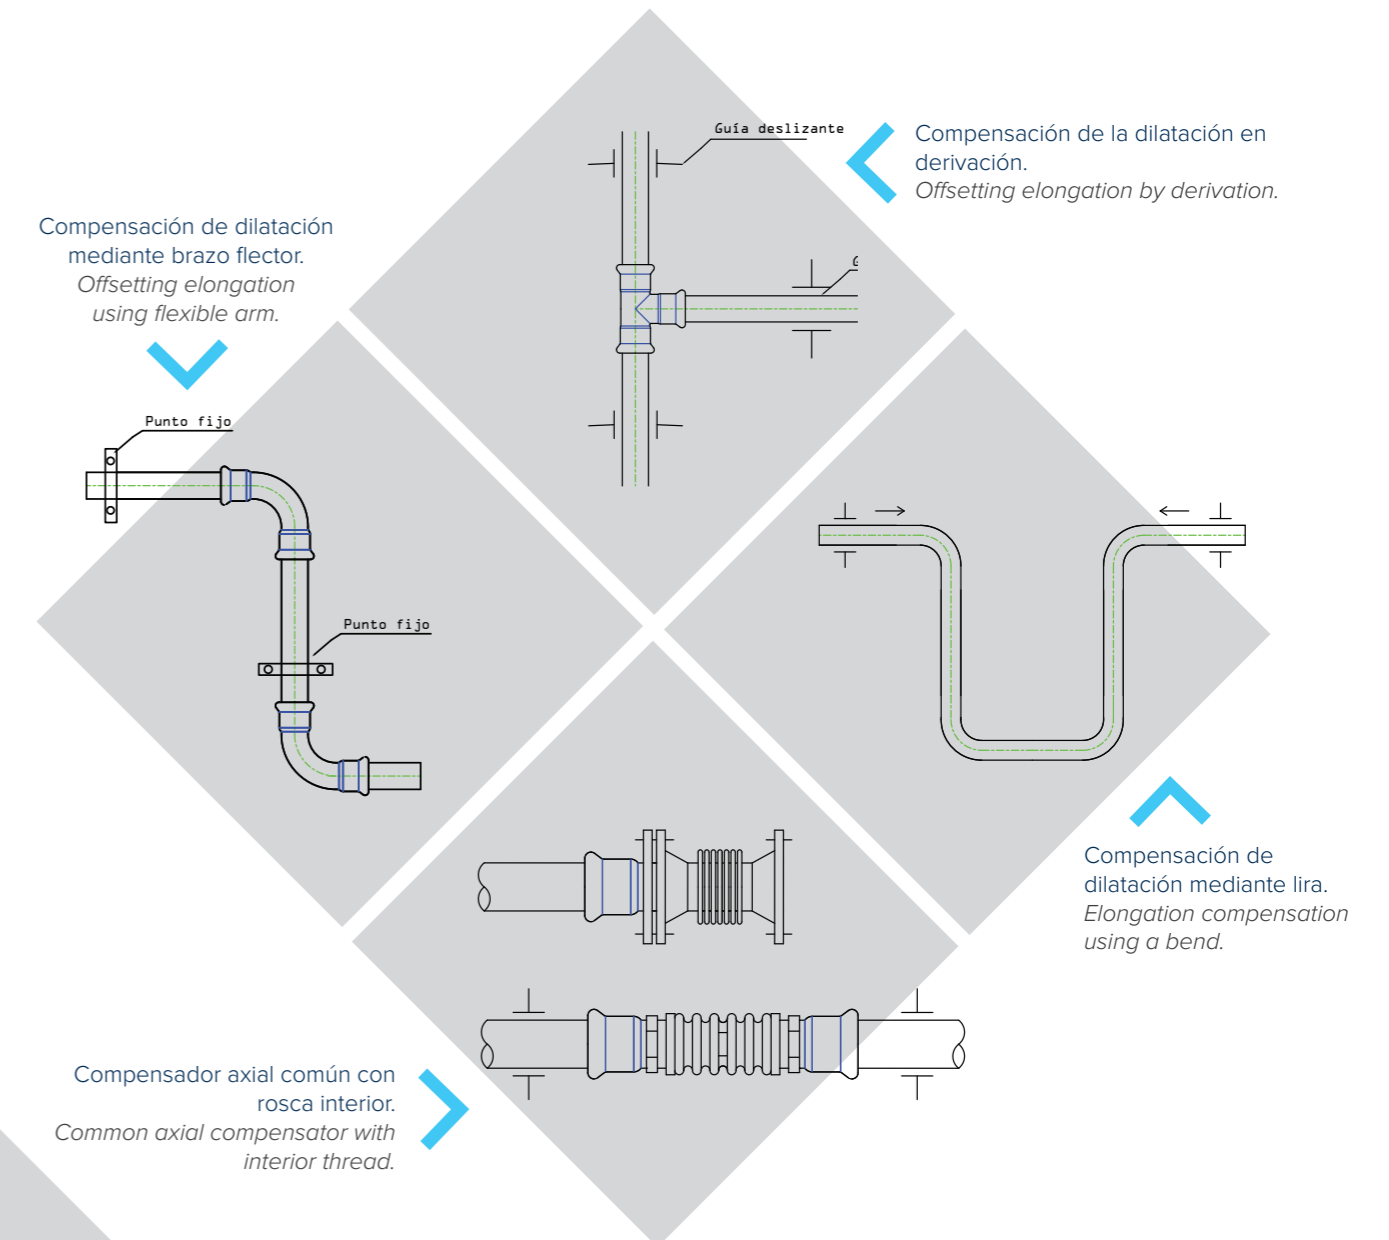 Guía deslizante
Compensación de la dilatación en
derivación.
Offsetting elongation by derivation.
Compensación de dilatación
mediante brazo flector.
Offsetting elongation
using flexible arm.
Punto fijo
Punto fijo
Compensación de
dilatación mediante lira.
Elongation compensation
using a bend.
Compensador axial común con
rosca interior.
Common axial compensator with
interior thread.